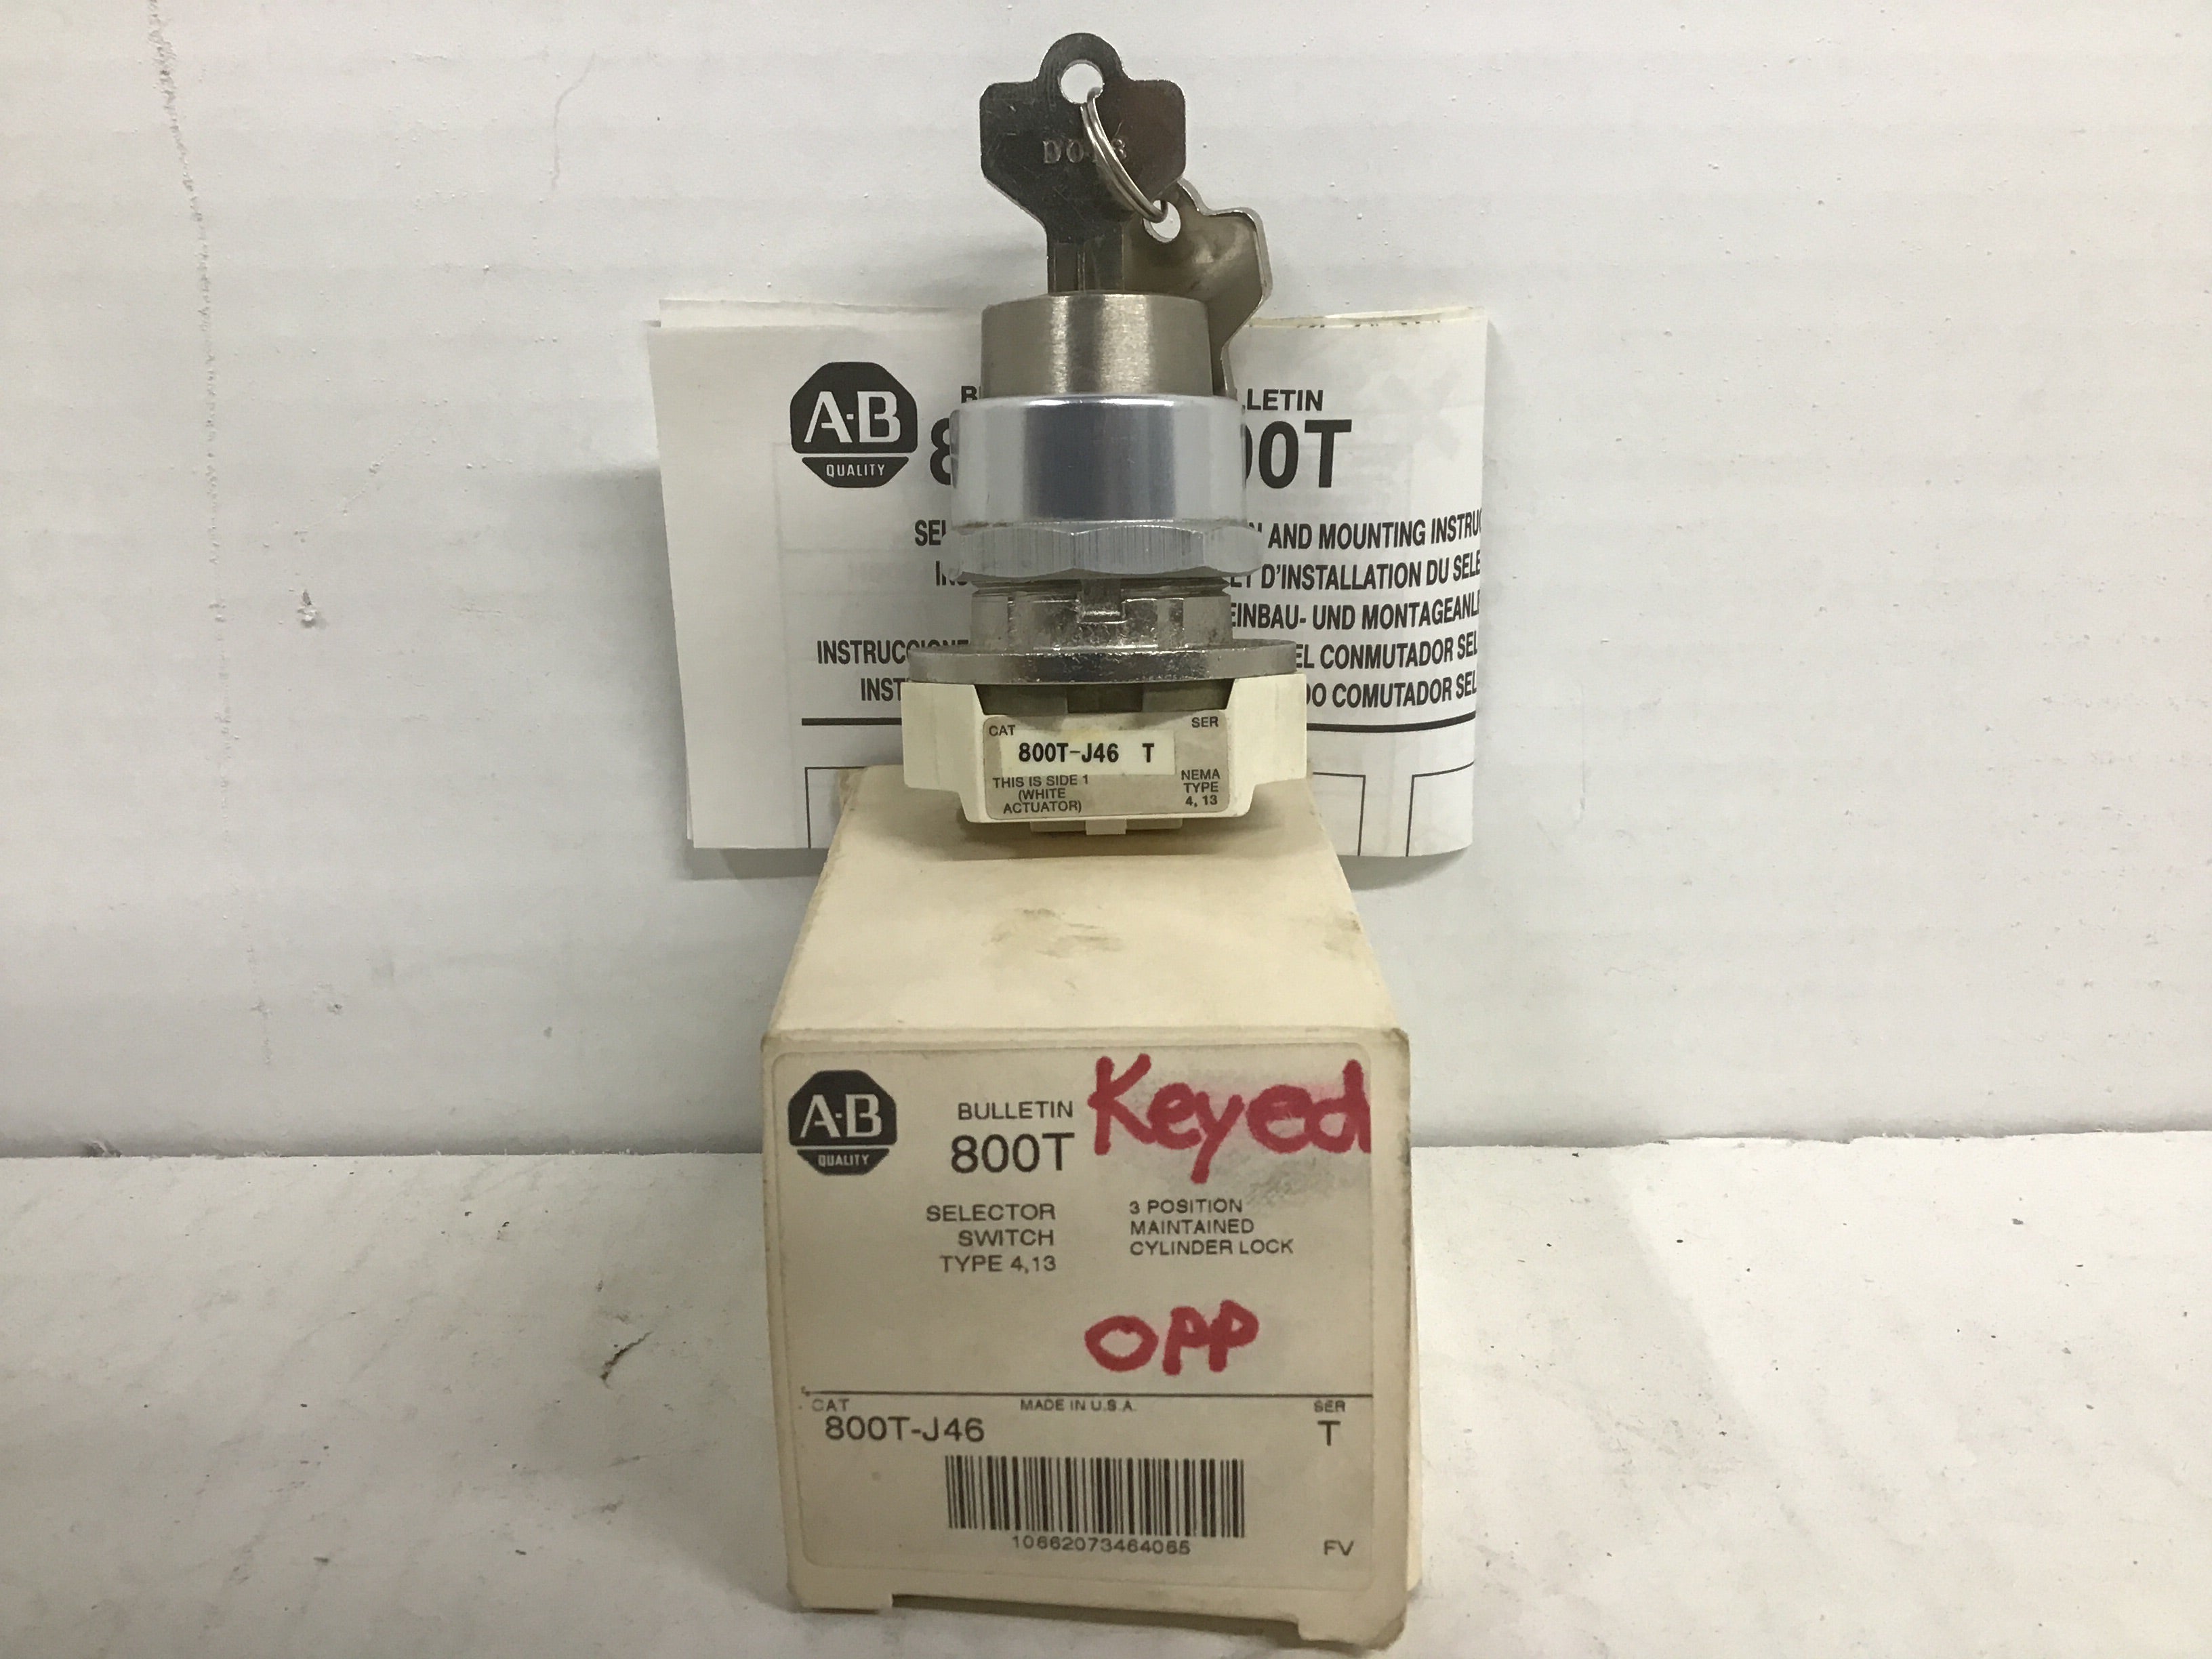 A-B
QUALITY
LETIN
00T
AND MOUNTING INSTRU
D'INSTALLATION DU SELE
EINBAU- UND MONTAGEANL
INSTRUCCIONE
EL CONMUTADOR SEL
INST
DO COMUTADOR SEL
CAT SER
800T-J46 T
THIS IS SIDE 1
(WHITE
ACTUATOR)
NEMA
TYPE
4, 13
A-B
QUALITY
BULLETIN
800T
Keyed
SELECTOR
SWITCH
TYPE 4,13
3 POSITION
MAINTAINED
CYLINDER LOCK
OPP
CAT MADE IN U.S.A. SER
800T-J46 T
10662073464065
FV